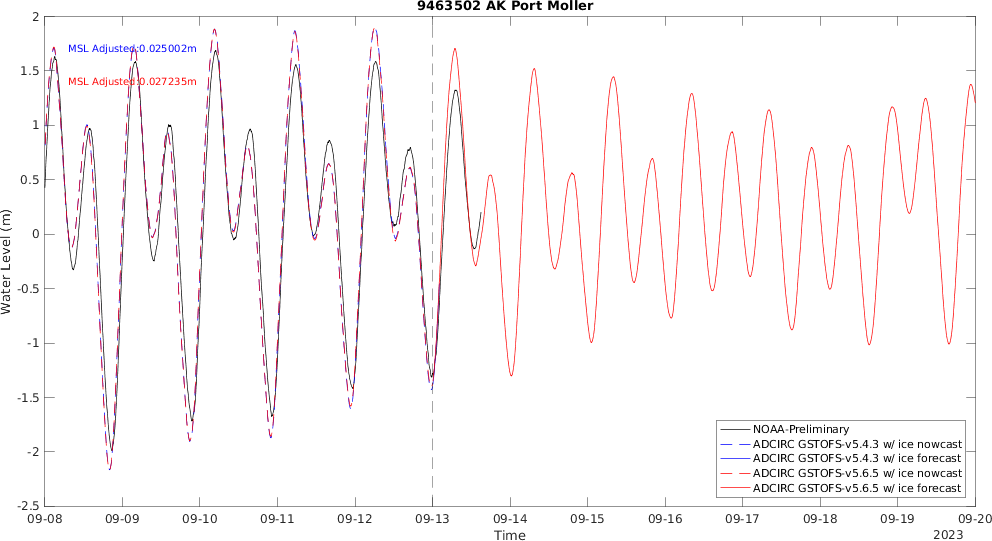 9463502 AK Port Moller
MSL Adjusted:0.025002m
MSL Adjusted:0.027235m
2
1.5
1
0.5
0
-0.5
-1
-1.5
-2
-2.5
Water Level (m)
NOAA-Preliminary
ADCIRC GSTOFS-v5.4.3 w/ ice nowcast
ADCIRC GSTOFS-v5.4.3 w/ ice forecast
ADCIRC GSTOFS-v5.6.5 w/ ice nowcast
ADCIRC GSTOFS-v5.6.5 w/ ice forecast
09-08 09-09 09-10 09-11 09-12 09-13 09-14 09-15 09-16 09-17 09-18 09-19 09-20
Time
2023